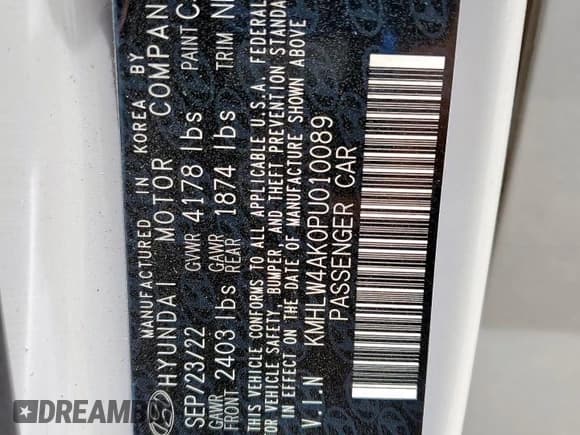 MANUFACTURED IN KOREA BY
HYUNDAI MOTOR COMPAN
SEP/23/22 GVWR 4178 lbs PAINT C
GAWR FRONT 2403 lbs GAWR REAR 1874 lbs TRIM N
THIS VEHICLE CONFORMS TO ALL APPLICABLE U.S.A. FEDERAL
FOR VEHICLE SAFETY, BUMPER, AND THEFT PREVENTION STANDA
IN EFFECT ON THE DATE OF MANUFACTURE SHOWN ABOVE
V.I.N KMHLW4AK0PU010089
PASSENGER CAR
DREAMB